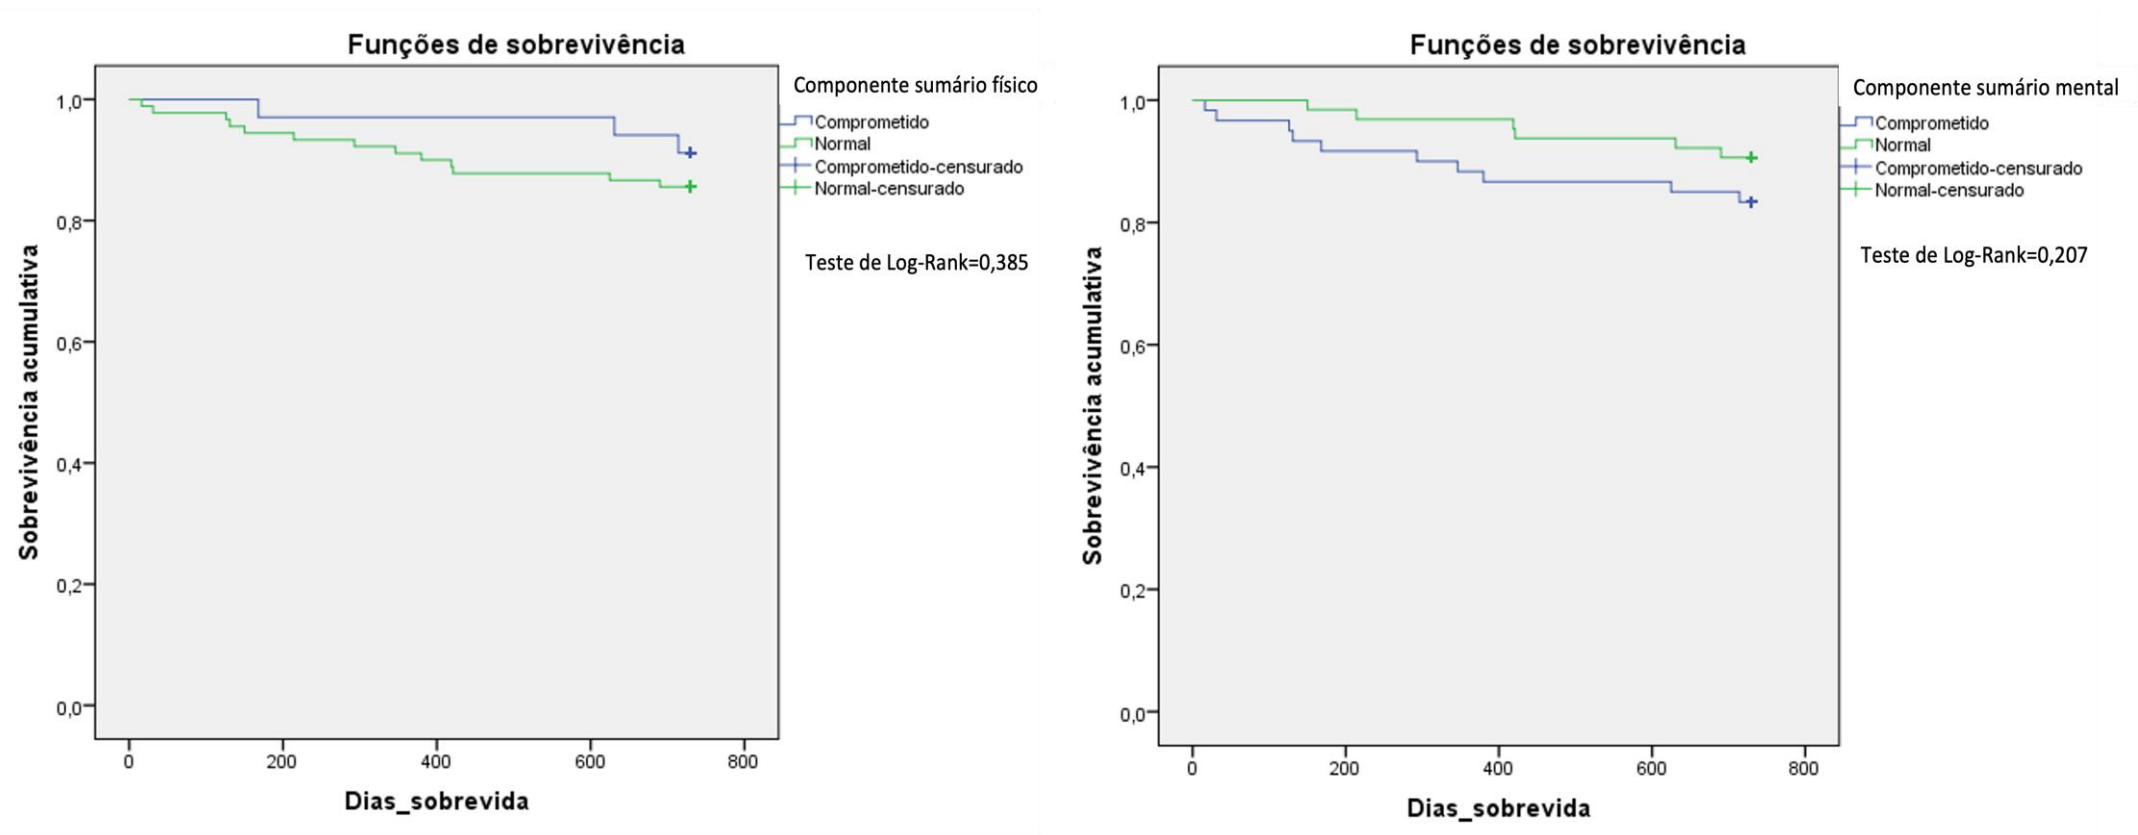 Funções de sobrevivência
Componente sumário físico
Comprometido
Normal
Comprometido-censurado
Normal-censurado
Teste de Log-Rank=0,385
Sobrevivência acumulativa
1,0
0,8
0,6
0,4
0,2
0,0
0
200
400
600
800
Dias_sobrevida
Funções de sobrevivência
Componente sumário mental
Comprometido
Normal
Comprometido-censurado
Normal-censurado
Teste de Log-Rank=0,207
Sobrevivência acumulativa
1,0
0,8
0,6
0,4
0,2
0,0
0
200
400
600
800
Dias_sobrevida